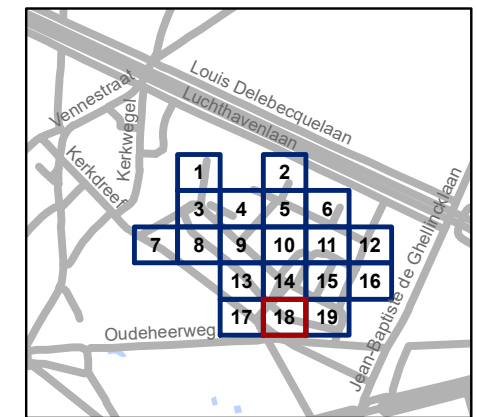 Louis Delebecquelaan
Vennestraat
Luchthavenlaan
Kerkwegel
Kerkdreef
1 2
3 4 5 6
7 8 9 10 11 12
13 14 15 16
17 18 19
Oudeheerweg
Jean-Baptiste de Ghellincklaan